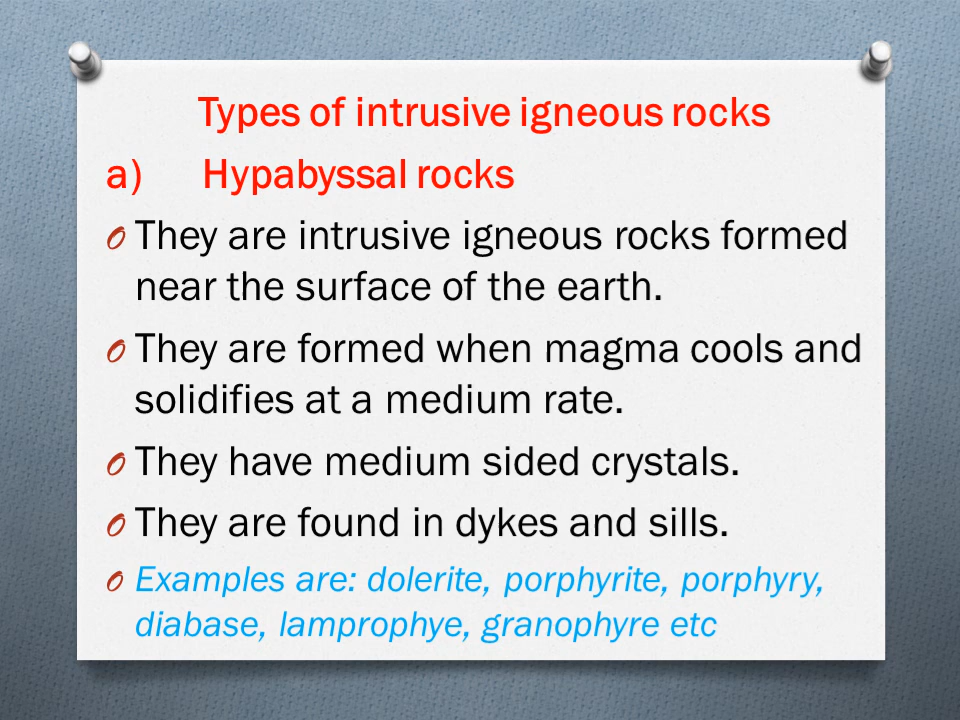 Types of intrusive igneous rocks
a) Hypabyssal rocks
O They are intrusive igneous rocks formed
near the surface of the earth.
O They are formed when magma cools and
solidifies at a medium rate.
O They have medium sided crystals.
O They are found in dykes and sills.
O Examples are: dolerite, porphyrite, porphyry,
diabase, lamprophye, granophyre etc